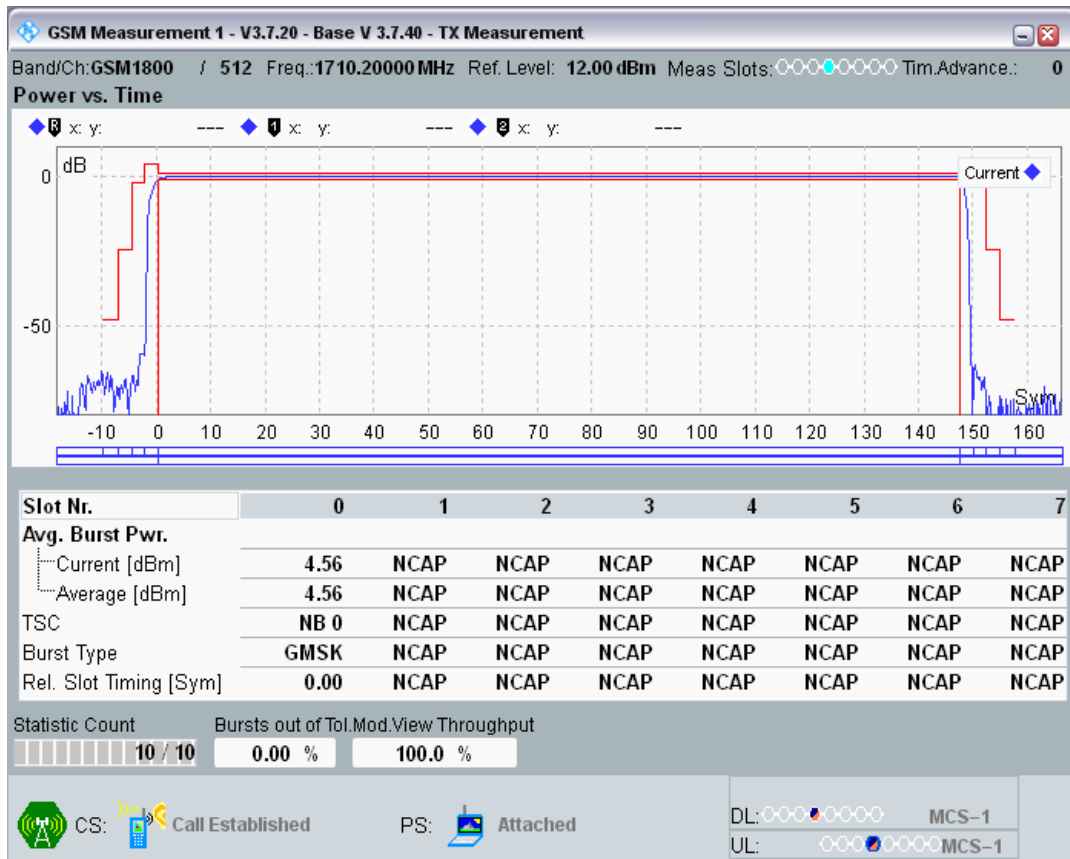 GSM Measurement 1 - V3.7.20 - Base V 3.7.40 - TX Measurement
Band/Ch:GSM1800 / 512 Freq.:1710.20000 MHz Ref. Level: 12.00 dBm Meas Slots: Tim.Advance.: 0
Power vs. Time
R x: y: --- 1 x: y: --- 2 x: y: ---
dB
Current
0
-50
Sym
-10 0 10 20 30 40 50 60 70 80 90 100 110 120 130 140 150 160
Slot Nr. 0 1 2 3 4 5 6 7
Avg. Burst Pwr.
Current [dBm] 4.56 NCAP NCAP NCAP NCAP NCAP NCAP NCAP
Average [dBm] 4.56 NCAP NCAP NCAP NCAP NCAP NCAP NCAP
TSC NB 0 NCAP NCAP NCAP NCAP NCAP NCAP NCAP
Burst Type GMSK NCAP NCAP NCAP NCAP NCAP NCAP NCAP
Rel. Slot Timing [Sym] 0.00 NCAP NCAP NCAP NCAP NCAP NCAP NCAP
Statistic Count Bursts out of Tol.Mod.View Throughput
10 / 10 0.00 % 100.0 %
CS: Call Established PS: Attached
DL: MCS-1
UL: MCS-1